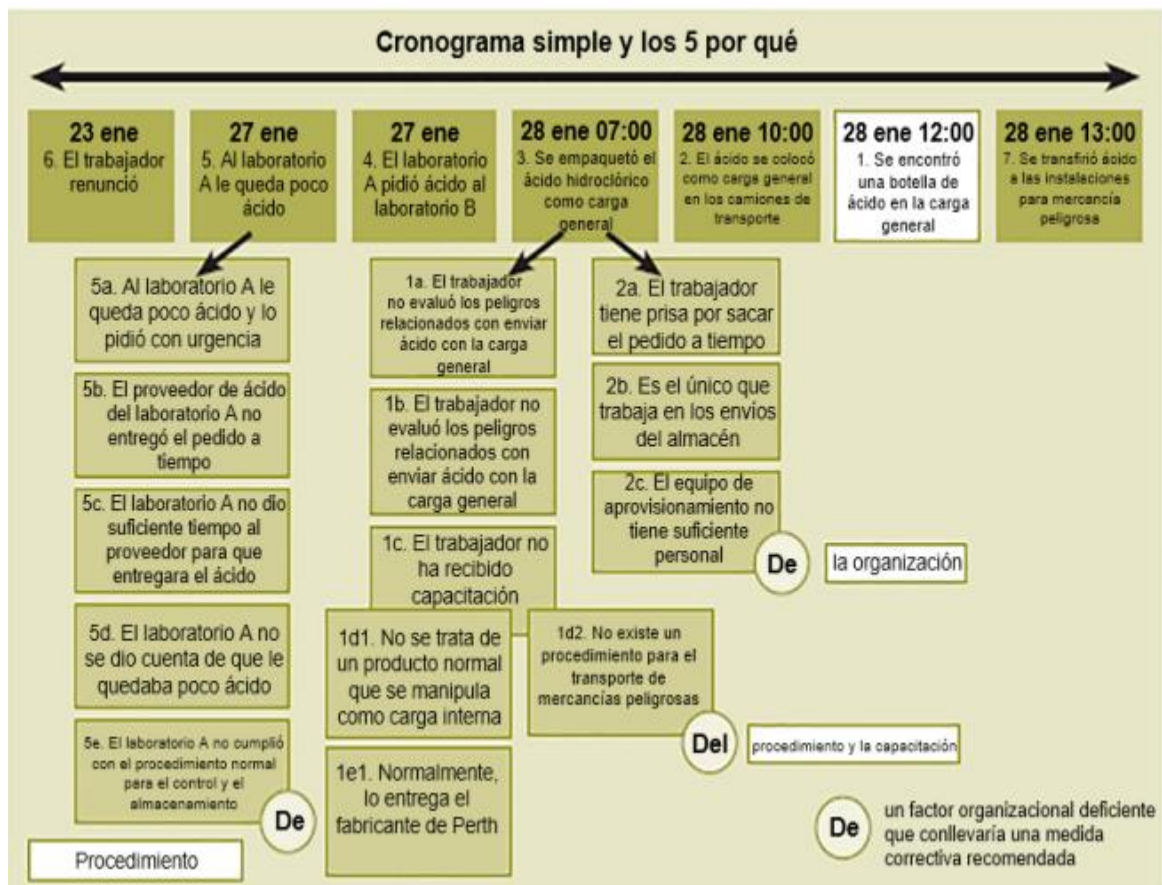 Cronograma simple y los 5 por qué
23 ene
6. El trabajador
renunció
27 ene
5. Al laboratorio
A le queda poco
ácido
27 ene
4. El laboratorio
A pidió ácido al
laboratorio B
28 ene 07:00
3. Se empaquetó el
ácido hidroclórico
como carga
general
28 ene 10:00
2. El ácido se colocó
como carga general
en los camiones de
transporte
28 ene 12:00
1. Se encontró
una botella de
ácido en la carga
general
28 ene 13:00
7. Se transfirió ácido
a las instalaciones
para mercancía
peligrosa
5a. Al laboratorio A le
queda poco ácido y lo
pidió con urgencia
5b. El proveedor de ácido
del laboratorio A no
entregó el pedido a
tiempo
5c. El laboratorio A no dio
suficiente tiempo al
proveedor para que
entregara el ácido
5d. El laboratorio A no
se dio cuenta de que le
quedaba poco ácido
5e. El laboratorio A no cumplió
con el procedimiento normal
para el control y el
almacenamiento
De
Procedimiento
1a. El trabajador
no evaluó los peligros
relacionados con enviar
ácido con la carga
general
1b. El trabajador no
evaluó los peligros
relacionados con
enviar ácido con la
carga general
1c. El trabajador no
ha recibido
capacitación
1d1. No se trata de
un producto normal
que se manipula
como carga interna
1e1. Normalmente,
lo entrega el
fabricante de Perth
1d2. No existe un
procedimiento para el
transporte de
mercancías peligrosas
Del
procedimiento y la capacitación
2a. El trabajador
tiene prisa por sacar
el pedido a tiempo
2b. Es el único que
trabaja en los envíos
del almacén
2c. El equipo de
aprovisionamiento no
tiene suficiente
personal
De
la organización
De
un factor organizacional deficiente
que conllevaría una medida
correctiva recomendada